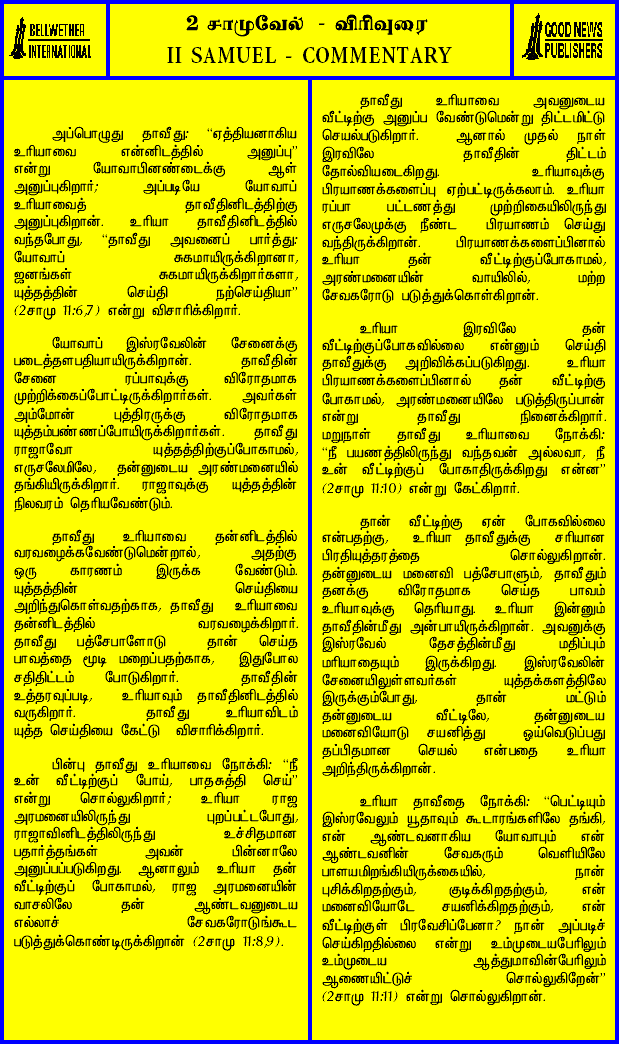 BELLWETHER
INTERNATIONAL
2 சாமுவேல் - விரிவுரை
II SAMUEL - COMMENTARY
GOOD NEWS
PUBLISHERS
அப்பொழுது தாவீது: “ஏத்தியனாகிய
உரியாவை என்னிடத்தில் அனுப்பு”
என்று யோவாபினண்டைக்கு ஆள்
அனுப்புகிறார்; அப்படியே யோவாப்
உரியாவைத் தாவீதினிடத்திற்கு
அனுப்புகிறான். உரியா தாவீதினிடத்தில்
வந்தபோது, “தாவீது அவனைப் பார்த்து:
யோவாப் சுகமாயிருக்கிறானா,
ஜனங்கள் சுகமாயிருக்கிறார்களா,
யுத்தத்தின் செய்தி நற்செய்தியா”
(2சாமு 11:6,7) என்று விசாரிக்கிறார்.
யோவாப் இஸ்ரவேலின் சேனைக்கு
படைத்தளபதியாயிருக்கிறான். தாவீதின்
சேனை ரப்பாவுக்கு விரோதமாக
முற்றிக்கைப்போட்டிருக்கிறார்கள். அவர்கள்
அம்மோன் புத்திரருக்கு விரோதமாக
யுத்தம்பண்ணப்போயிருக்கிறார்கள். தாவீது
ராஜாவோ யுத்தத்திற்குப்போகாமல்,
எருசலேமிலே, தன்னுடைய அரண்மனையில்
தங்கியிருக்கிறார். ராஜாவுக்கு யுத்தத்தின்
நிலவரம் தெரியவேண்டும்.
தாவீது உரியாவை தன்னிடத்தில்
வரவழைக்கவேண்டுமென்றால், அதற்கு
ஒரு காரணம் இருக்க வேண்டும்.
யுத்தத்தின் செய்தியை
அறிந்துகொள்வதற்காக, தாவீது உரியாவை
தன்னிடத்தில் வரவழைக்கிறார்.
தாவீது பத்சேபாளோடு தான் செய்த
பாவத்தை மூடி மறைப்பதற்காக, இதுபோல
சதிதிட்டம் போடுகிறார். தாவீதின்
உத்தரவுப்படி, உரியாவும் தாவீதினிடத்தில்
வருகிறார். தாவீது உரியாவிடம்
யுத்த செய்தியை கேட்டு விசாரிக்கிறார்.
பின்பு தாவீது உரியாவை நோக்கி: “நீ
உன் வீட்டிற்குப் போய், பாதசுத்தி செய்”
என்று சொல்லுகிறார்; உரியா ராஜ
அரமனையிலிருந்து புறப்பட்டபோது,
ராஜாவினிடத்திலிருந்து உச்சிதமான
பதார்த்தங்கள் அவன் பின்னாலே
அனுப்பப்படுகிறது. ஆனாலும் உரியா தன்
வீட்டிற்குப் போகாமல், ராஜ அரமனையின்
வாசலிலே தன் ஆண்டவனுடைய
எல்லாச் சேவகரோடுங்கூட
படுத்துக்கொண்டிருக்கிறான் (2சாமு 11:8,9).
தாவீது உரியாவை அவனுடைய
வீட்டிற்கு அனுப்ப வேண்டுமென்று திட்டமிட்டு
செயல்படுகிறார். ஆனால் முதல் நாள்
இரவிலே தாவீதின் திட்டம்
தோல்வியடைகிறது. உரியாவுக்கு
பிரயாணக்களைப்பு ஏற்பட்டிருக்கலாம். உரியா
ரப்பா பட்டணத்து முற்றிகையிலிருந்து
எருசலேமுக்கு நீண்ட பிரயாணம் செய்து
வந்திருக்கிறான். பிரயாணக்களைப்பினால்
உரியா தன் வீட்டிற்குப்போகாமல்,
அரண்மனையின் வாயிலில், மற்ற
சேவகரோடு படுத்துக்கொள்கிறான்.
உரியா இரவிலே தன்
வீட்டிற்குப்போகவில்லை என்னும் செய்தி
தாவீதுக்கு அறிவிக்கப்படுகிறது. உரியா
பிரயாணக்களைப்பினால் தன் வீட்டிற்கு
போகாமல், அரண்மனையிலே படுத்திருப்பான்
என்று தாவீது நினைக்கிறார்.
மறுநாள் தாவீது உரியாவை நோக்கி:
“நீ பயணத்திலிருந்து வந்தவன் அல்லவா, நீ
உன் வீட்டிற்குப் போகாதிருக்கிறது என்ன”
(2சாமு 11:10) என்று கேட்கிறார்.
தான் வீட்டிற்கு ஏன் போகவில்லை
என்பதற்கு, உரியா தாவீதுக்கு சரியான
பிரதியுத்தரத்தை சொல்லுகிறான்.
தன்னுடைய மனைவி பத்சேபாளும், தாவீதும்
தனக்கு விரோதமாக செய்த பாவம்
உரியாவுக்கு தெரியாது. உரியா இன்னும்
தாவீதின்மீது அன்பாயிருக்கிறான். அவனுக்கு
இஸ்ரவேல் தேசத்தின்மீது மதிப்பும்
மரியாதையும் இருக்கிறது. இஸ்ரவேலின்
சேனையிலுள்ளவர்கள் யுத்தக்களத்திலே
இருக்கும்போது, தான் மட்டும்
தன்னுடைய வீட்டிலே, தன்னுடைய
மனைவியோடு சயனித்து ஓய்வெடுப்பது
தப்பிதமான செயல் என்பதை உரியா
அறிந்திருக்கிறான்.
உரியா தாவீதை நோக்கி: “பெட்டியும்
இஸ்ரவேலும் யூதாவும் கூடாரங்களிலே தங்கி,
என் ஆண்டவனாகிய யோவாபும் என்
ஆண்டவனின் சேவகரும் வெளியிலே
பாளயமிறங்கியிருக்கையில், நான்
புசிக்கிறதற்கும், குடிக்கிறதற்கும், என்
மனைவியோடே சயனிக்கிறதற்கும், என்
வீட்டிற்குள் பிரவேசிப்பேனா? நான் அப்படிச்
செய்கிறதில்லை என்று உம்முடையபேரிலும்
உம்முடைய ஆத்துமாவின்பேரிலும்
ஆணையிட்டுச் சொல்லுகிறேன்”
(2சாமு 11:11) என்று சொல்லுகிறான்.